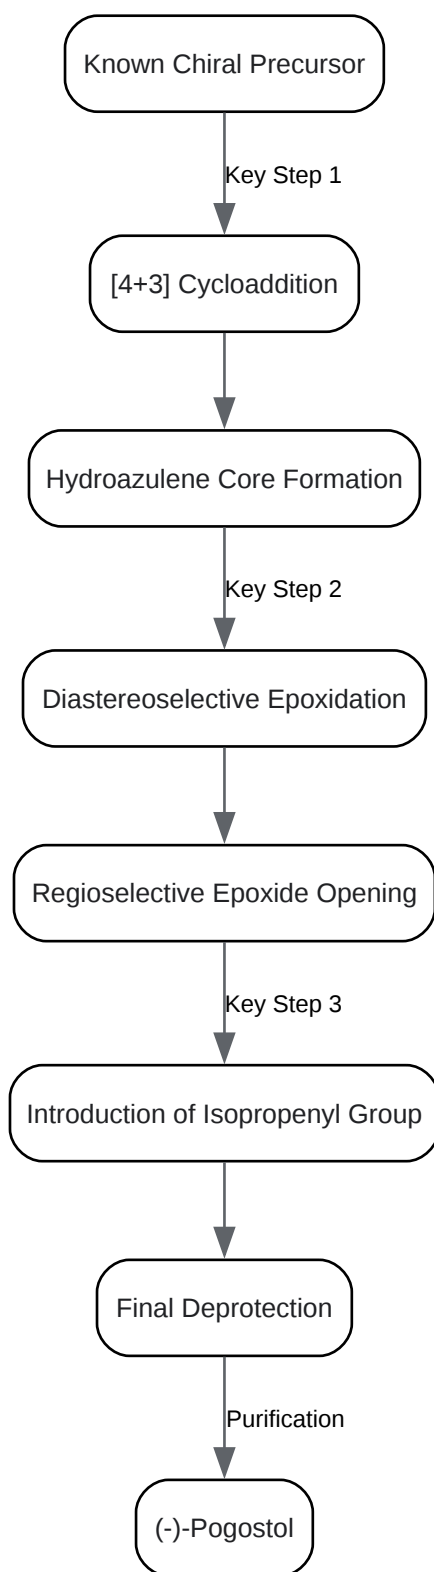 Known Chiral Precursor
Key Step 1
[4+3] Cycloaddition
Hydroazulene Core Formation
Key Step 2
Diastereoselective Epoxidation
Regioselective Epoxide Opening
Key Step 3
Introduction of Isopropenyl Group
Final Deprotection
Purification
(-)-Pogostol